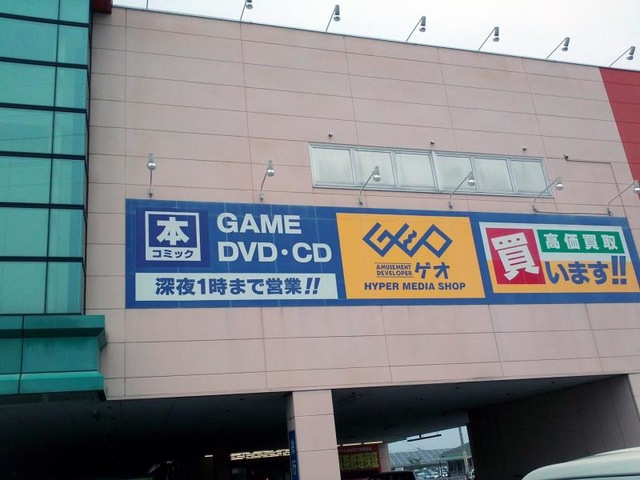 本
コミック
GAME
DVD・CD
深夜1時まで営業!!
GEO
AMUSEMENT
DEVELOPER
ゲオ
HYPER MEDIA SHOP
高価買取
買います!!